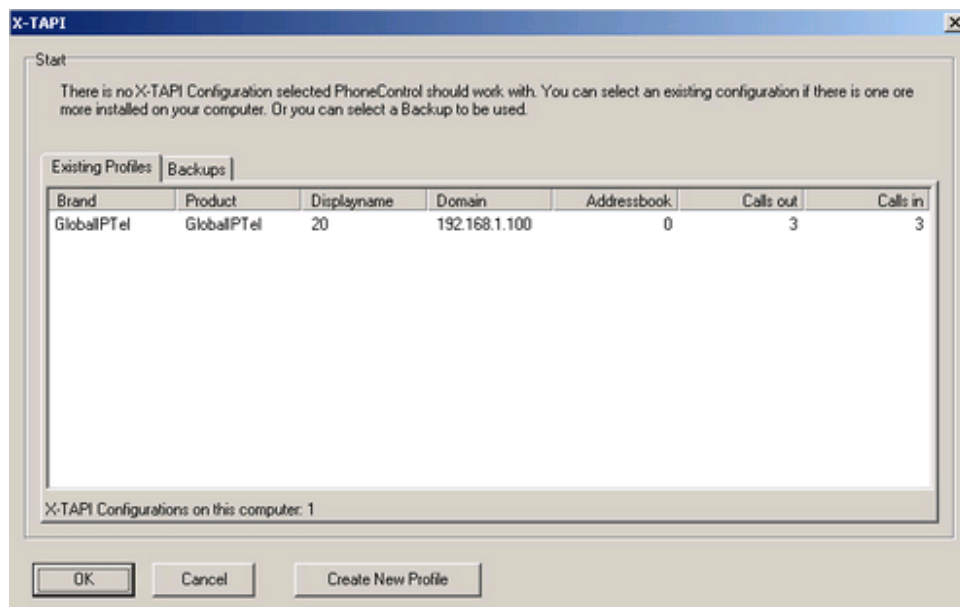 X-TAPI
Start
There is no X-TAPI Configuration selected PhoneControl should work with. You can select an existing configuration if there is one ore
more installed on your computer. Or you can select a Backup to be used.
Existing Profiles Backups
Brand Product Displayname Domain Addressbook Calls out Calls in
GlobalIPTel GlobalIPTel 20 192.168.1.100 0 3 3
X-TAPI Configurations on this computer: 1
OK Cancel Create New Profile